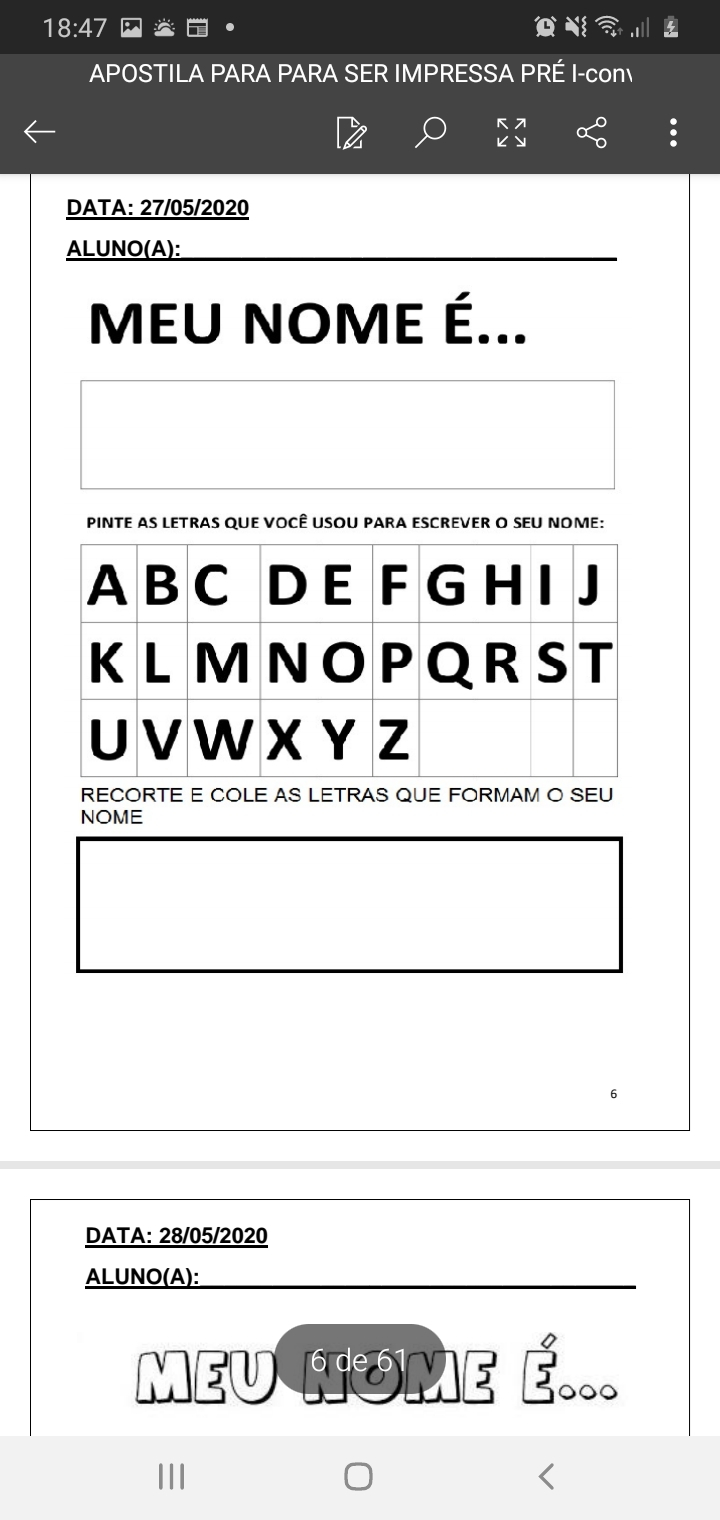 18:47
APOSTILA PARA PARA SER IMPRESSA PRÉ I-conv
DATA: 27/05/2020
ALUNO(A):
MEU NOME É...
PINTE AS LETRAS QUE VOCÊ USOU PARA ESCREVER O SEU NOME:
A B C D E F G H I J
K L M N O P Q R S T
U V W X Y Z
RECORTE E COLE AS LETRAS QUE FORMAM O SEU
NOME
6
DATA: 28/05/2020
ALUNO(A):
6 de 61
MEU NOME É...